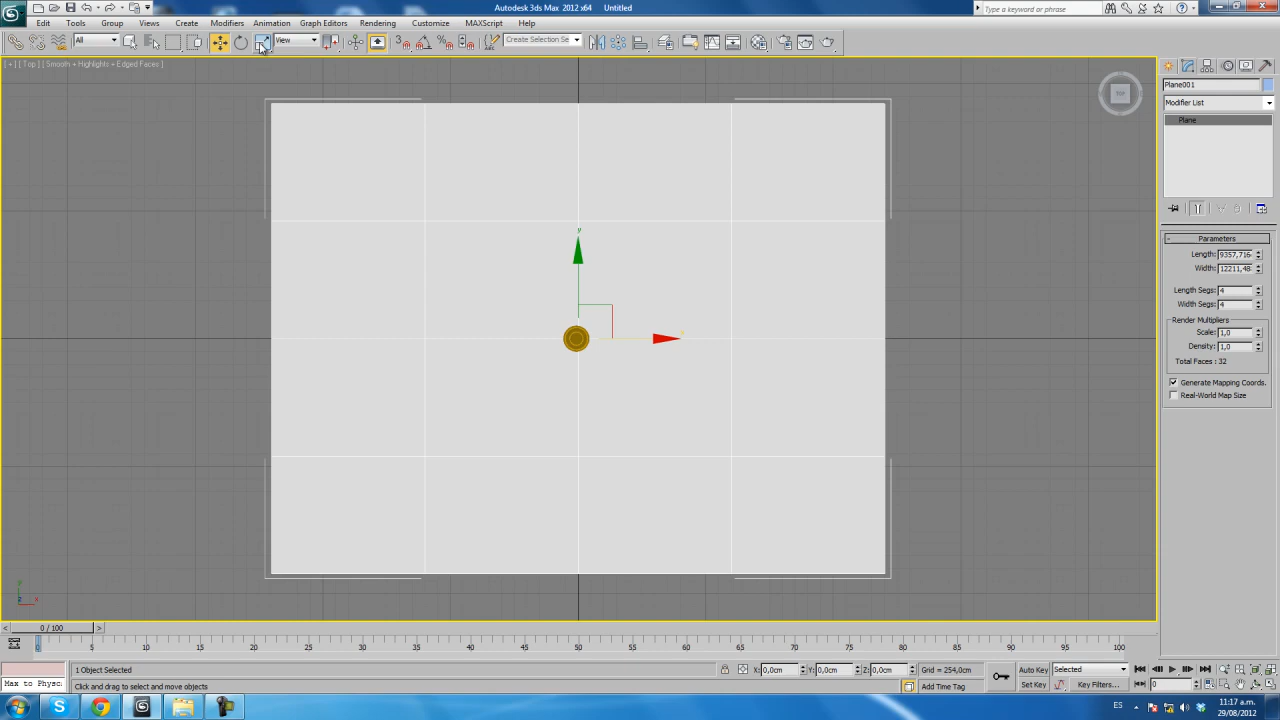 Autodesk 3ds Max 2012 x64 Untitled
Type a keyword or phrase
Edit Tools Group Views Create Modifiers Animation Graph Editors Rendering Customize MAXScript Help
All View Create Selection Se
[ + ] [ Top ] [ Smooth + Highlights + Edged Faces ]
TOP
Plane001
Modifier List
Plane
Parameters
Length: 9357,716
Width: 12211,48
Length Segs: 4
Width Segs: 4
Render Multipliers
Scale: 1,0
Density: 1,0
Total Faces : 32
Generate Mapping Coords.
Real-World Map Size
y
x
y
z x
0 / 100
0 5 10 15 20 25 30 35 40 45 50 55 60 65 70 75 80 85 90 95 100
1 Object Selected X: 0,0cm Y: 0,0cm Z: 0,0cm Grid = 254,0cm Auto Key Selected
Max to Physc Click and drag to select and move objects Add Time Tag Set Key Key Filters... 0
ES 11:17 a.m.
29/08/2012